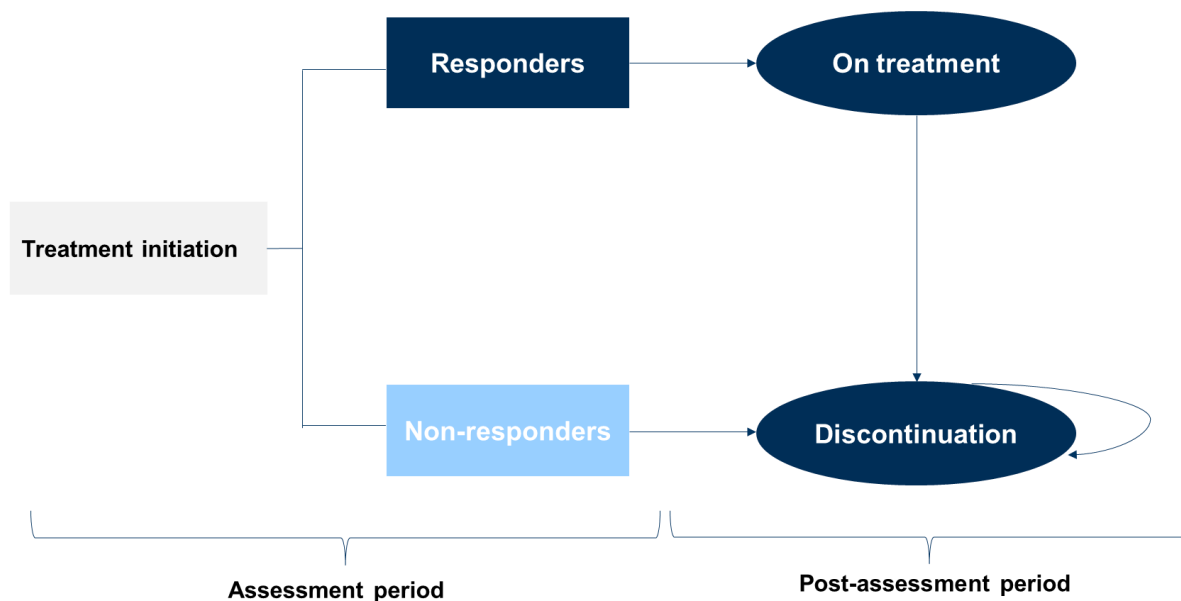 Responders
On treatment
Treatment initiation
Non-responders
Discontinuation
Assessment period
Post-assessment period